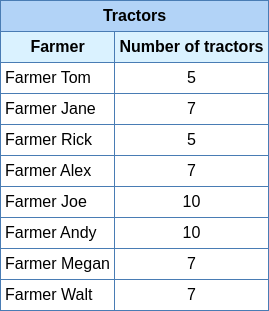 Tractors
Farmer Number of tractors
Farmer Tom 5
Farmer Jane 7
Farmer Rick 5
Farmer Alex 7
Farmer Joe 10
Farmer Andy 10
Farmer Megan 7
Farmer Walt 7